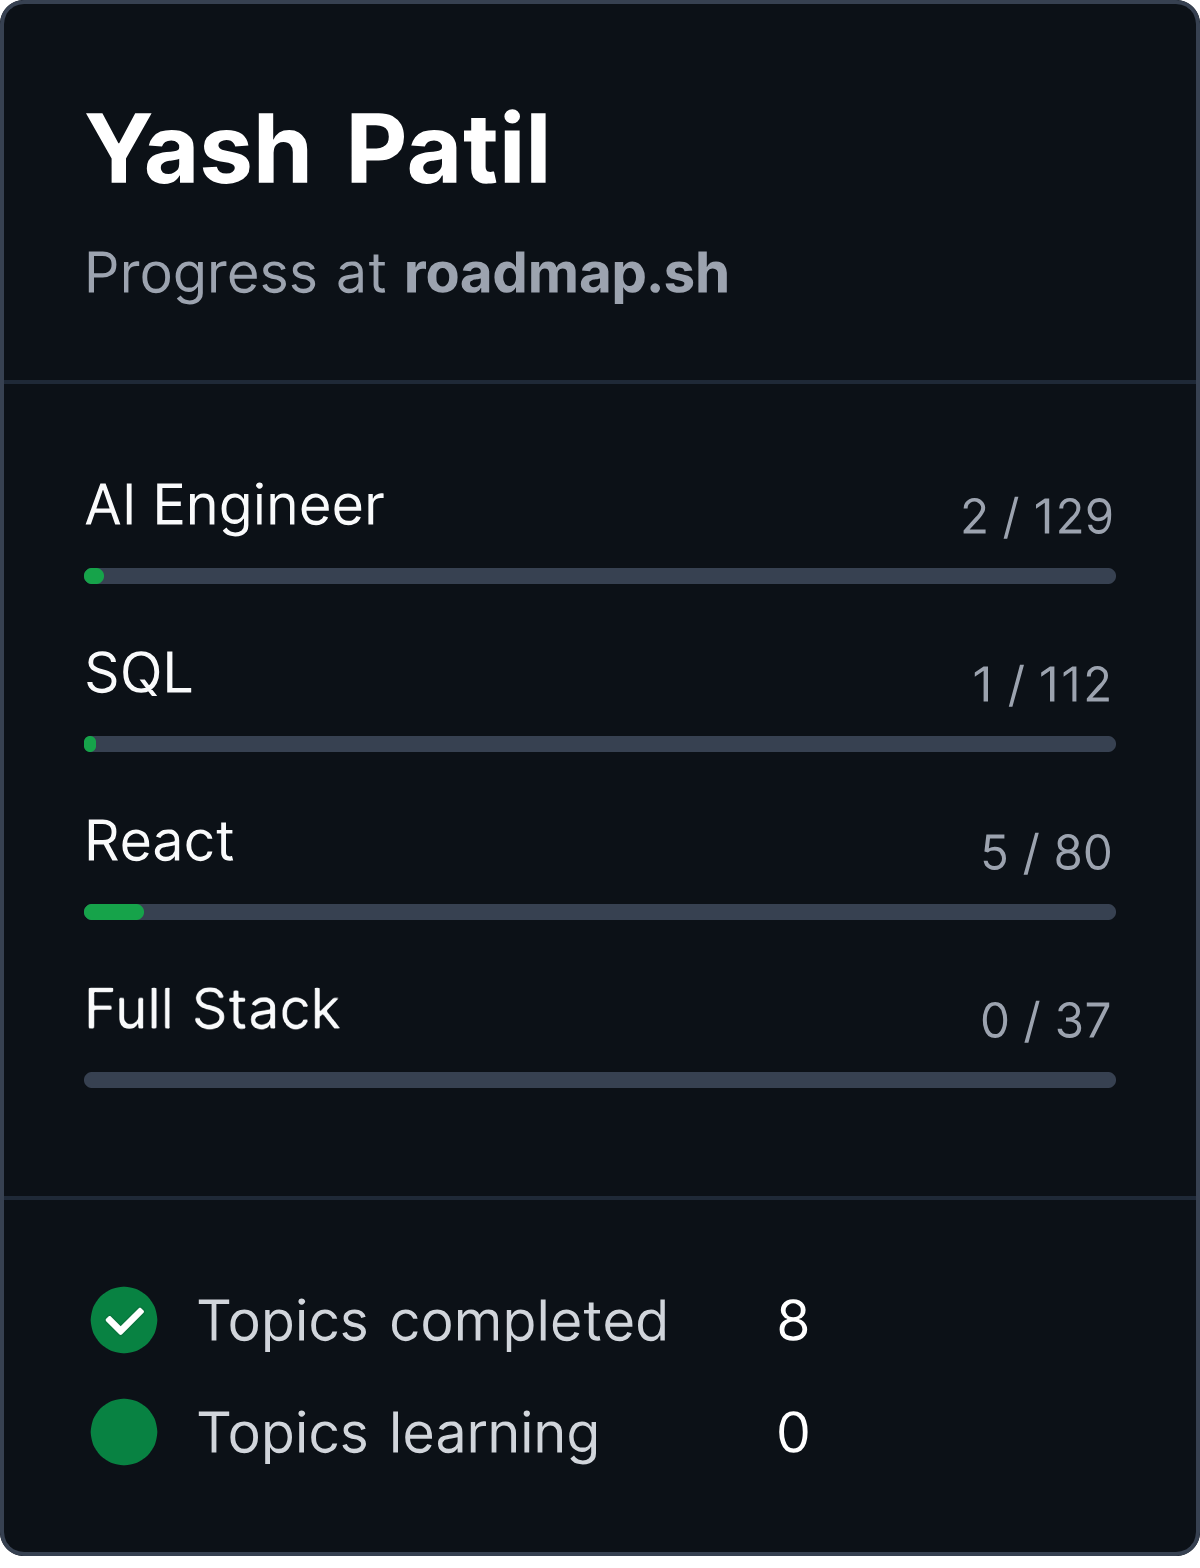 Yash Patil
Progress at roadmap.sh
AI Engineer 2 / 129
SQL 1 / 112
React 5 / 80
Full Stack 0 / 37
Topics completed 8
Topics learning 0